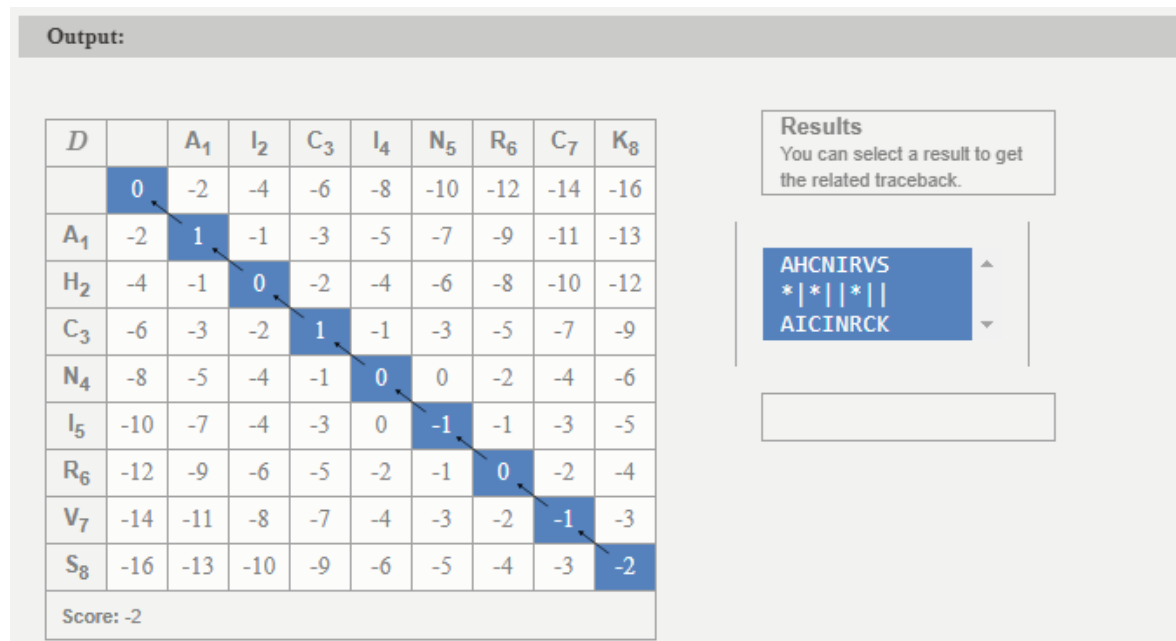 Output:
D A1 I2 C3 I4 N5 R6 C7 K8
0 -2 -4 -6 -8 -10 -12 -14 -16
A1 -2 1 -1 -3 -5 -7 -9 -11 -13
H2 -4 -1 0 -2 -4 -6 -8 -10 -12
C3 -6 -3 -2 1 -1 -3 -5 -7 -9
N4 -8 -5 -4 -1 0 0 -2 -4 -6
I5 -10 -7 -4 -3 0 -1 -1 -3 -5
R6 -12 -9 -6 -5 -2 -1 0 -2 -4
V7 -14 -11 -8 -7 -4 -3 -2 -1 -3
S8 -16 -13 -10 -9 -6 -5 -4 -3 -2
Score: -2
Results
You can select a result to get
the related traceback.
AHCNIRVS
*|*||*||
AICINRCK